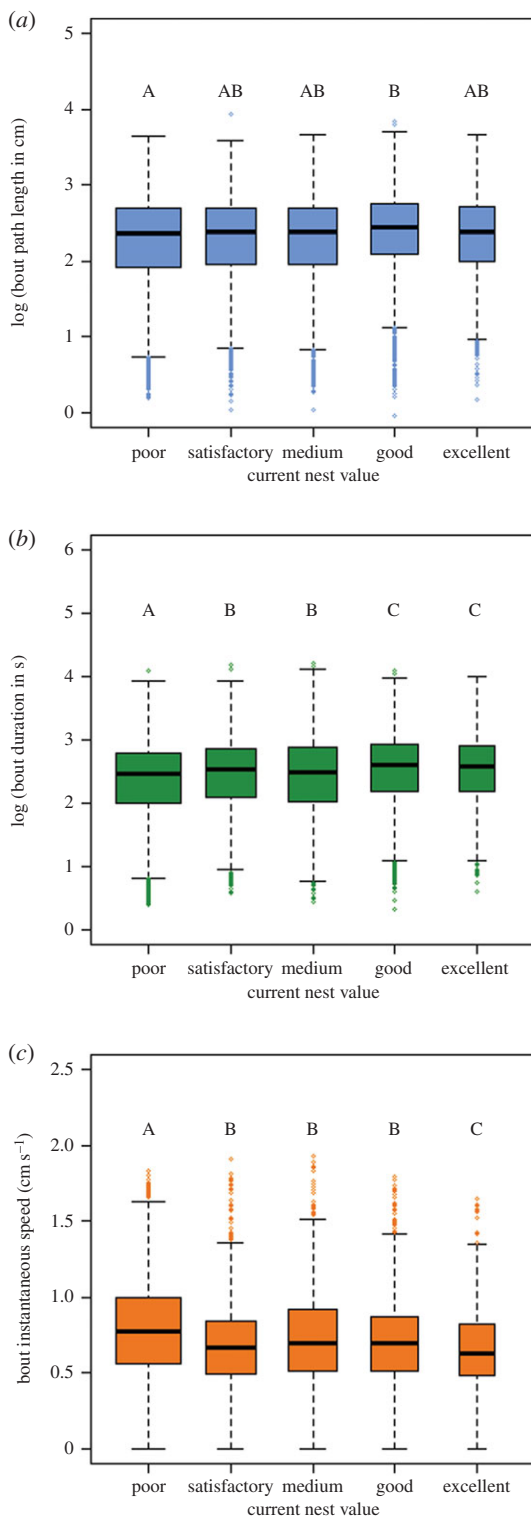 (a)
5
4
3
2
1
0
log (bout path length in cm)
A AB AB B AB
poor satisfactory medium good excellent
current nest value
(b)
6
5
4
3
2
1
0
log (bout duration in s)
A B B C C
poor satisfactory medium good excellent
current nest value
(c)
2.5
2.0
1.5
1.0
0.5
0
bout instantaneous speed (cm s⁻¹)
A B B B C
poor satisfactory medium good excellent
current nest value